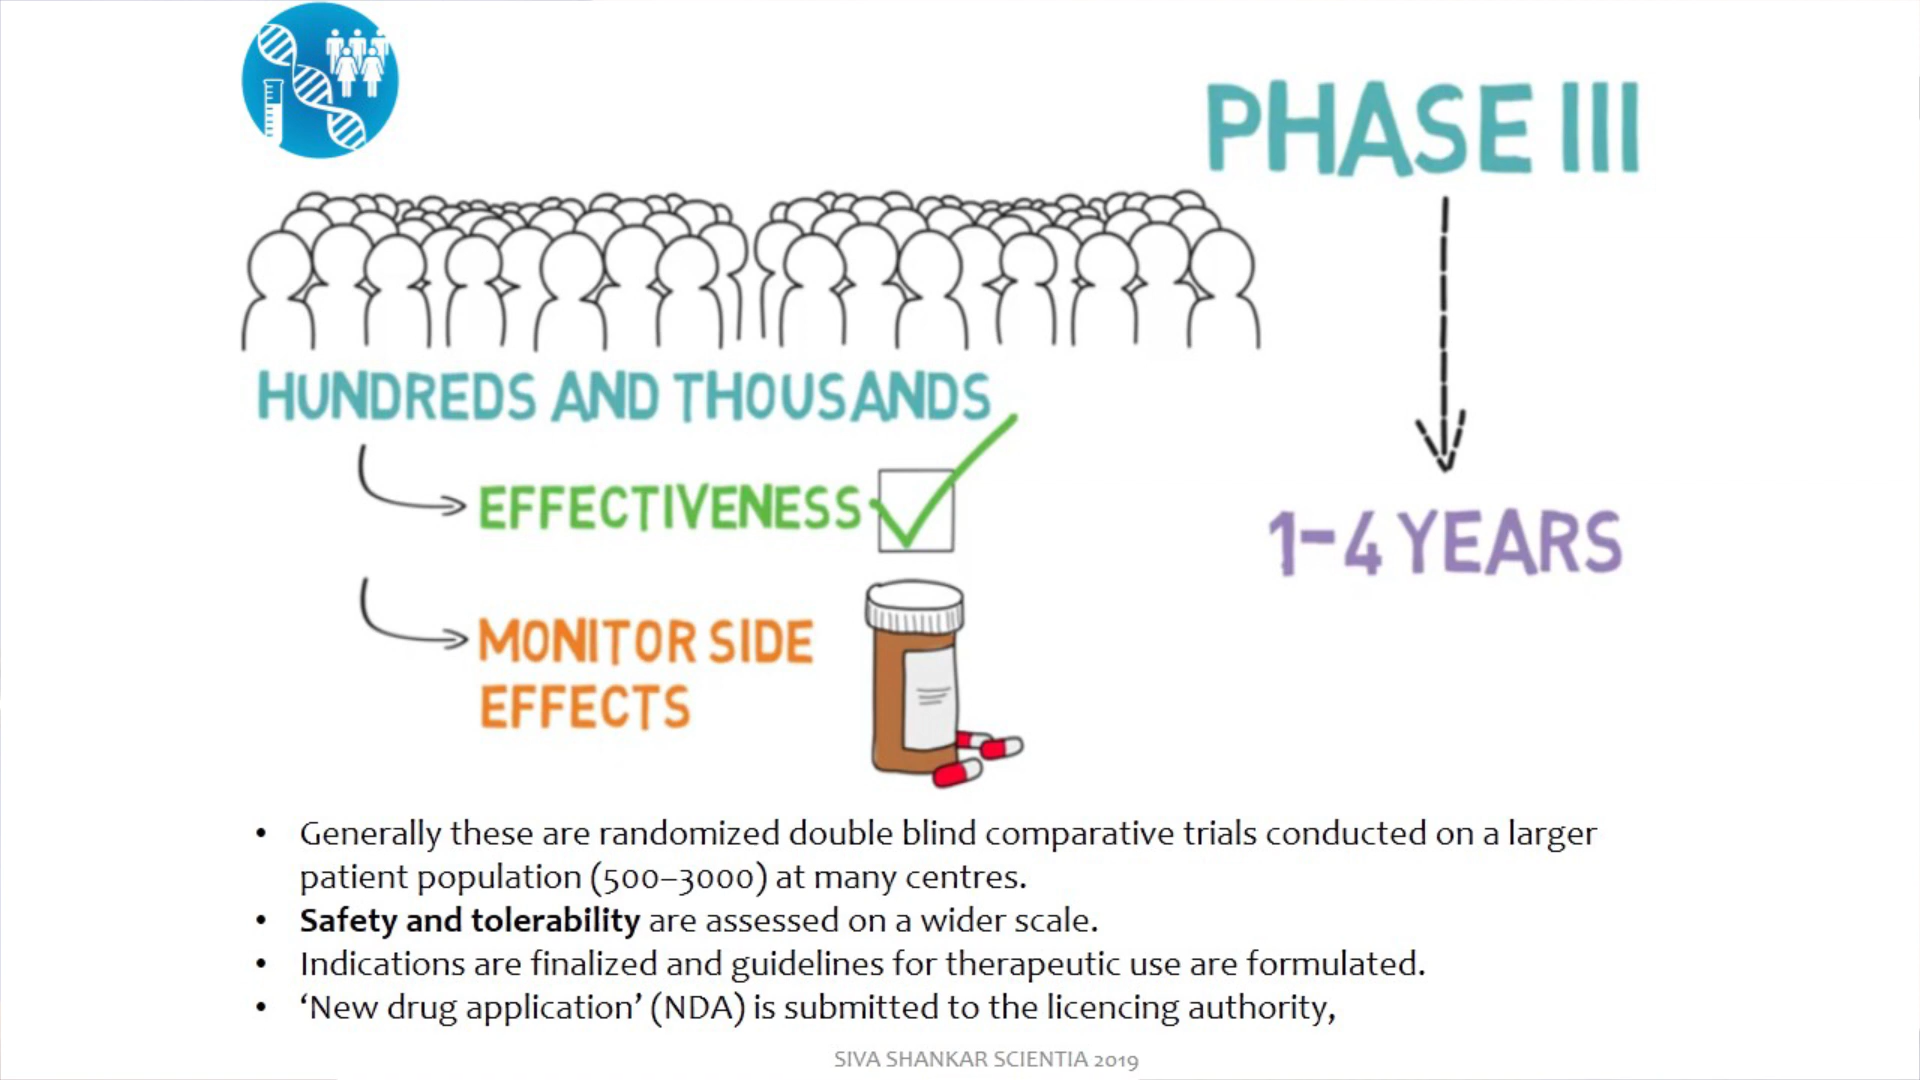 PHASE III
HUNDREDS AND THOUSANDS
EFFECTIVENESS
1-4 YEARS
MONITOR SIDE
EFFECTS
• Generally these are randomized double blind comparative trials conducted on a larger
patient population (500–3000) at many centres.
• Safety and tolerability are assessed on a wider scale.
• Indications are finalized and guidelines for therapeutic use are formulated.
• ‘New drug application’ (NDA) is submitted to the licencing authority,
SIVA SHANKAR SCIENTIA 2019